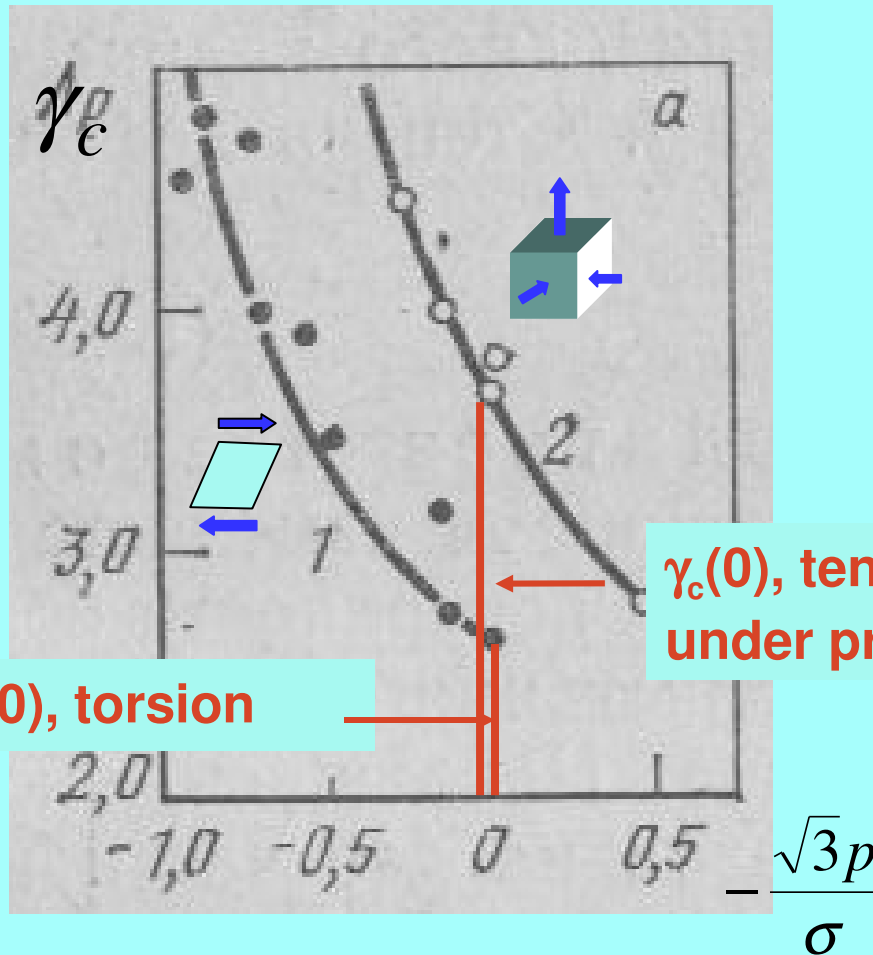 γc
a
4,0
2
1
3,0
γc(0), ten
under pr
0), torsion
2,0
-1,0 -0,5 0 0,5
− √3p
σ